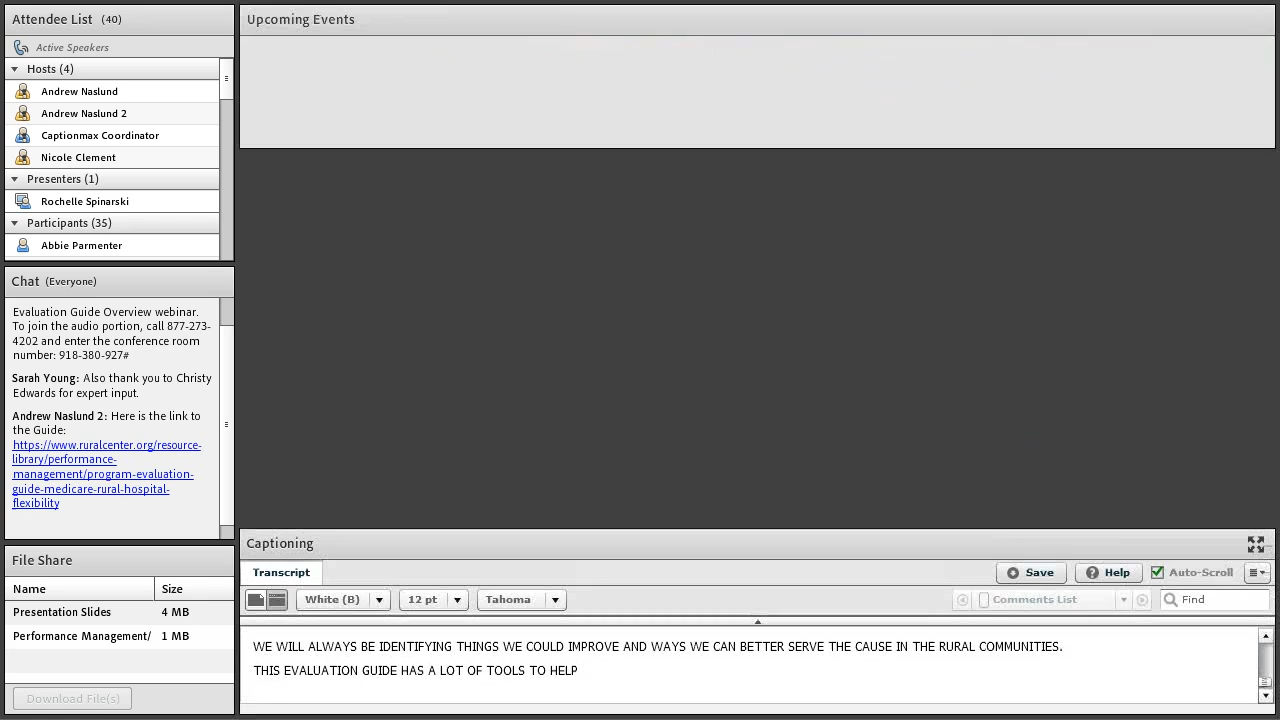 Attendee List (40)
Active Speakers
Hosts (4)
Andrew Naslund
Andrew Naslund 2
Captionmax Coordinator
Nicole Clement
Presenters (1)
Rochelle Spinarski
Participants (35)
Abbie Parmenter
Chat (Everyone)
Evaluation Guide Overview webinar.
To join the audio portion, call 877-273-
4202 and enter the conference room
number: 918-380-927#
Sarah Young: Also thank you to Christy
Edwards for expert input.
Andrew Naslund 2: Here is the link to
the Guide:
https://www.ruralcenter.org/resource-
library/performance-
management/program-evaluation-
guide-medicare-rural-hospital-
flexibility
File Share
Name Size
Presentation Slides 4 MB
Performance Management/ 1 MB
Download File(s)
Upcoming Events
Captioning
Transcript Save Help Auto-Scroll
White (B) 12 pt Tahoma Comments List Find
WE WILL ALWAYS BE IDENTIFYING THINGS WE COULD IMPROVE AND WAYS WE CAN BETTER SERVE THE CAUSE IN THE RURAL COMMUNITIES.
THIS EVALUATION GUIDE HAS A LOT OF TOOLS TO HELP